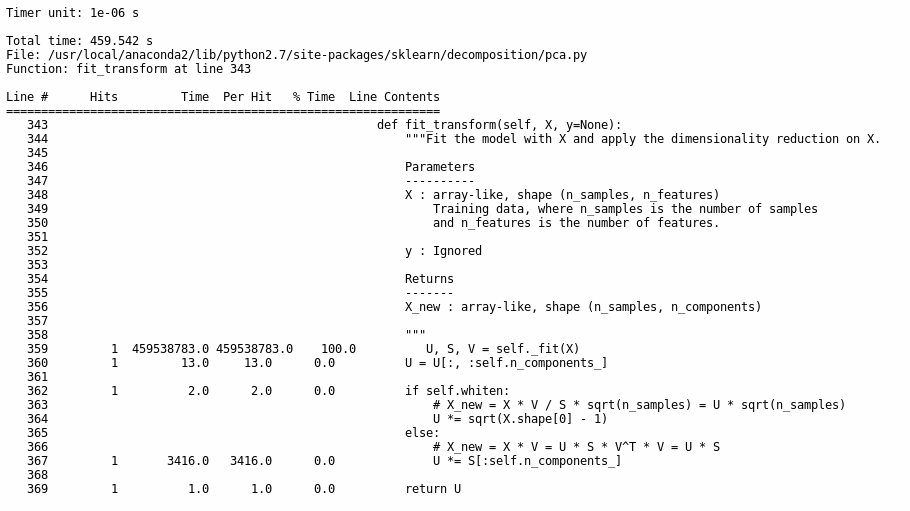 Timer unit: 1e-06 s

Total time: 459.542 s
File: /usr/local/anaconda2/lib/python2.7/site-packages/sklearn/decomposition/pca.py
Function: fit_transform at line 343

Line #      Hits         Time  Per Hit   % Time  Line Contents
==============================================================
   343                                               def fit_transform(self, X, y=None):
   344                                                   """Fit the model with X and apply the dimensionality reduction on X.
   345
   346                                                   Parameters
   347                                                   ----------
   348                                                   X : array-like, shape (n_samples, n_features)
   349                                                       Training data, where n_samples is the number of samples
   350                                                       and n_features is the number of features.
   351
   352                                                   y : Ignored
   353
   354                                                   Returns
   355                                                   -------
   356                                                   X_new : array-like, shape (n_samples, n_components)
   357
   358                                                   """
   359         1  459538783.0 459538783.0    100.0          U, S, V = self._fit(X)
   360         1         13.0     13.0      0.0          U = U[:, :self.n_components_]
   361
   362         1          2.0      2.0      0.0          if self.whiten:
   363                                                       # X_new = X * V / S * sqrt(n_samples) = U * sqrt(n_samples)
   364                                                       U *= sqrt(X.shape[0] - 1)
   365                                                   else:
   366                                                       # X_new = X * V = U * S * V^T * V = U * S
   367         1       3416.0   3416.0      0.0              U *= S[:self.n_components_]
   368
   369         1          1.0      1.0      0.0          return U